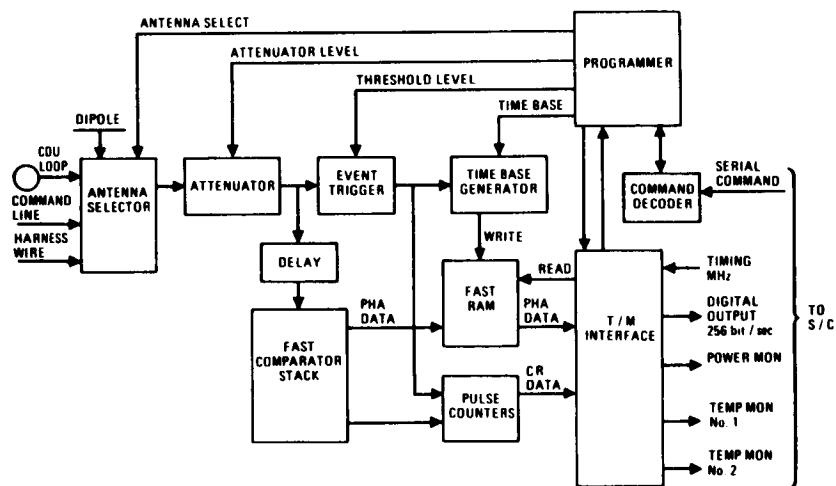 ANTENNA SELECT
ATTENUATOR LEVEL
THRESHOLD LEVEL
TIME BASE
PROGRAMMER
DIPOLE
CDU
LOOP
COMMAND
LINE
HARNESS
WIRE
ANTENNA
SELECTOR
ATTENUATOR
EVENT
TRIGGER
TIME BASE
GENERATOR
COMMAND
DECODER
SERIAL
COMMAND
WRITE
DELAY
FAST
RAM
READ
PHA
DATA
PHA
DATA
FAST
COMPARATOR
STACK
PULSE
COUNTERS
CR
DATA
T/M
INTERFACE
TIMING
MHz
DIGITAL
OUTPUT
256 bit / sec
POWER MON
TEMP MON
No. 1
TEMP MON
No. 2
TO
S/C